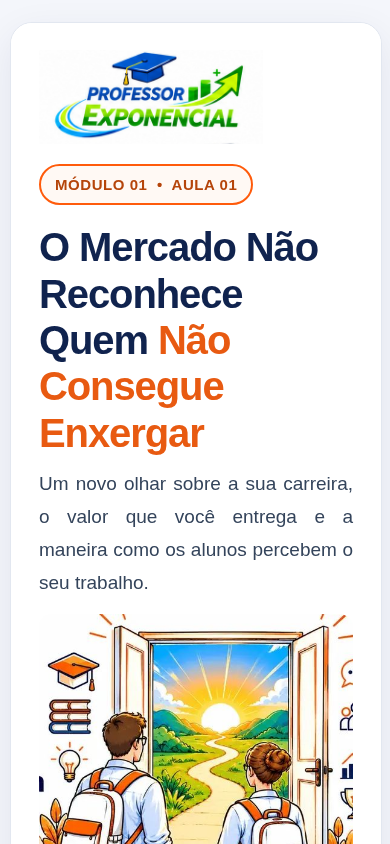 PROFESSOR
EXPONENCIAL
MÓDULO 01 • AULA 01
O Mercado Não
Reconhece
Quem Não
Consegue
Enxergar
Um novo olhar sobre a sua carreira,
o valor que você entrega e a
maneira como os alunos percebem o
seu trabalho.